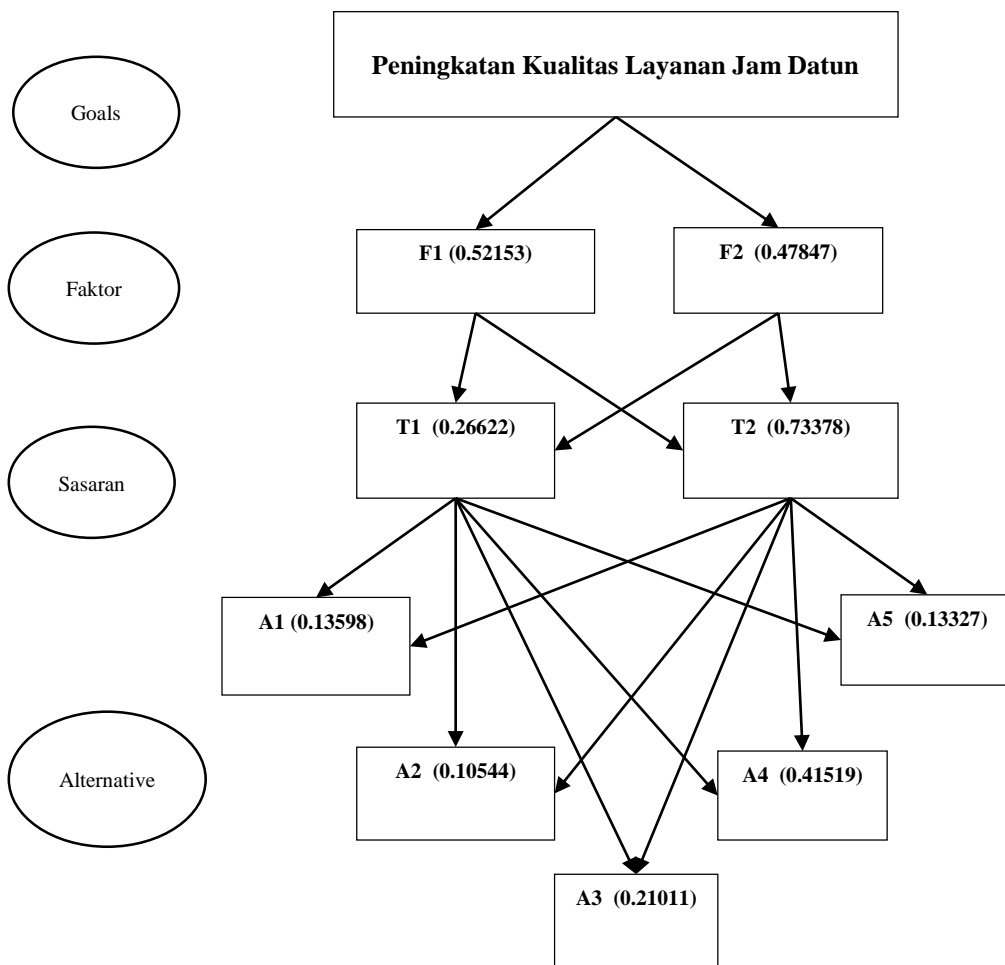 Peningkatan Kualitas Layanan Jam Datun
Goals
F1 (0.52153)
F2 (0.47847)
Faktor
T1 (0.26622)
T2 (0.73378)
Sasaran
A1 (0.13598)
A5 (0.13327)
A2 (0.10544)
A4 (0.41519)
Alternative
A3 (0.21011)